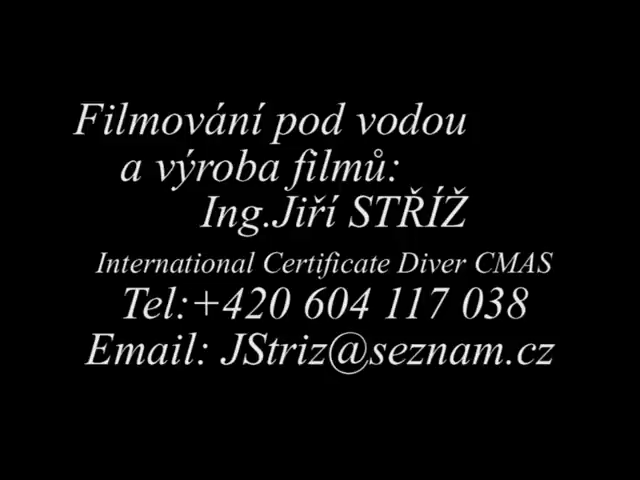 Filmování pod vodou
a výroba filmů:
Ing.Jiří STŘÍŽ
International Certificate Diver CMAS
Tel:+420 604 117 038
Email: JStriz@seznam.cz